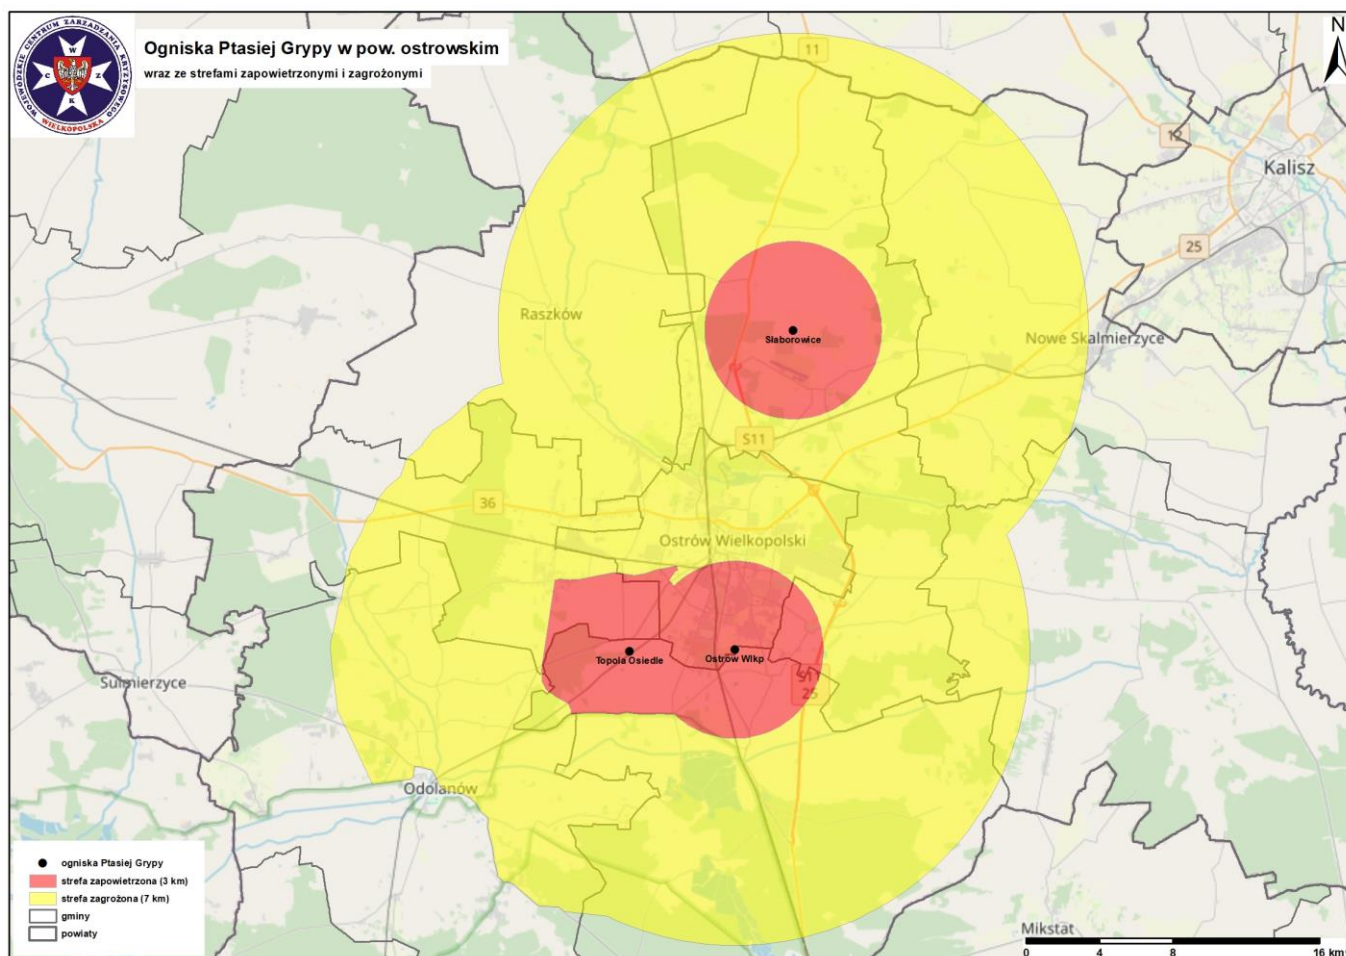 WOJEWÓDZKIE CENTRUM ZARZĄDZANIA KRYZYSOWEGO
WIELKOPOLSKA
W
C Z
K
Ogniska Ptasiej Grypy w pow. ostrowskim
wraz ze strefami zapowietrzonymi i zagrożonymi
N
11
12
Kalisz
25
Raszków
Słaborowice
Nowe Skalmierzyce
S11
36
Ostrów Wielkopolski
Topola Osiedle
Ostrów Wlkp
S11
25
Sulmierzyce
Odolanów
Mikstat
ogniska Ptasiej Grypy
strefa zapowietrzona (3 km)
strefa zagrożona (7 km)
gminy
powiaty
0 4 8 16 km